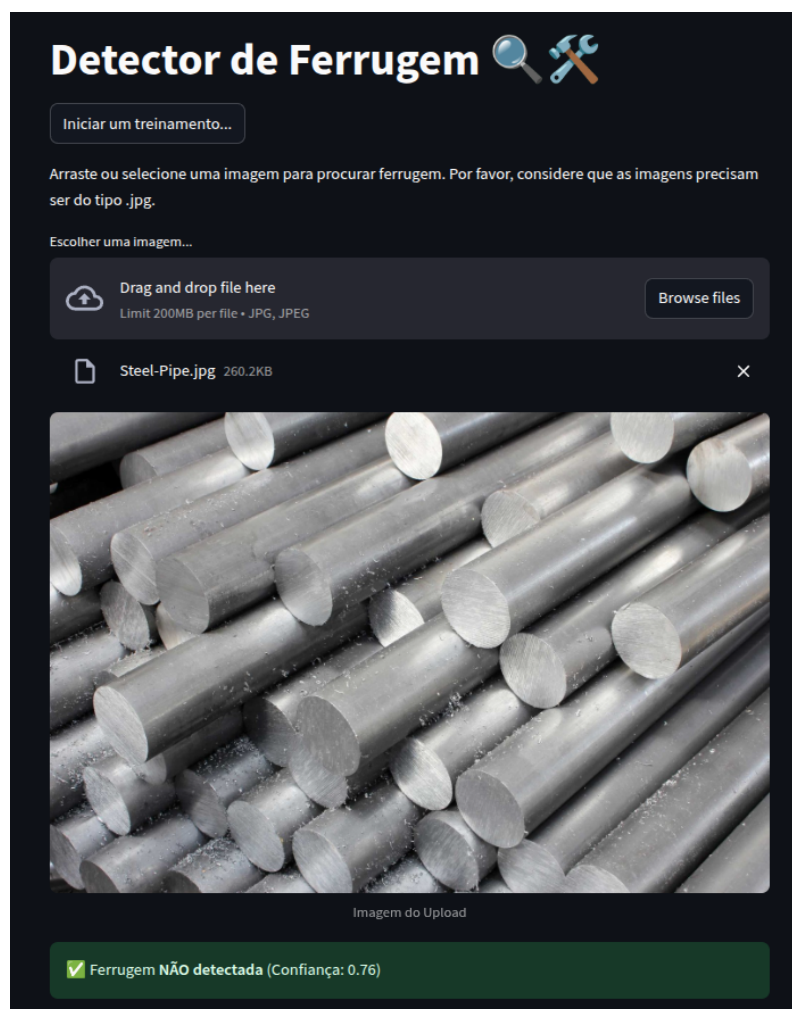 Detector de Ferrugem 🔍🛠️
Iniciar um treinamento...
Arraste ou selecione uma imagem para procurar ferrugem. Por favor, considere que as imagens precisam
ser do tipo .jpg.
Escolher uma imagem...
Drag and drop file here
Browse files
Limit 200MB per file • JPG, JPEG
Steel-Pipe.jpg 260.2KB
Imagem do Upload
✅ Ferrugem NÃO detectada (Confiança: 0.76)